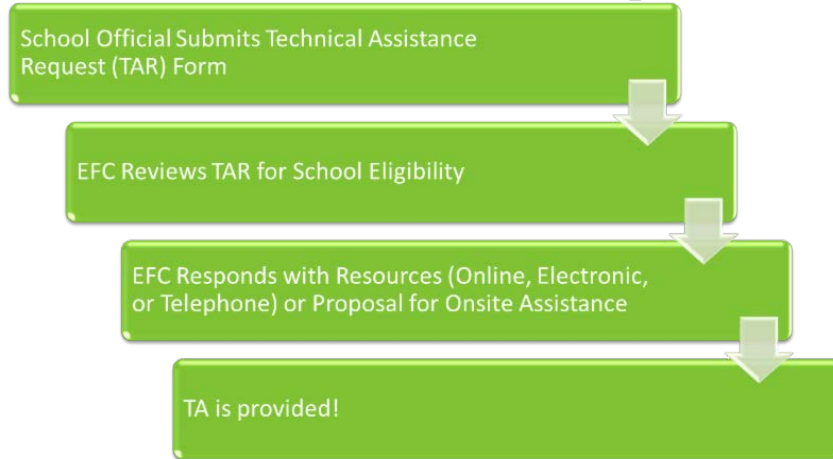 School Official Submits Technical Assistance
Request (TAR) Form
EFC Reviews TAR for School Eligibility
EFC Responds with Resources (Online, Electronic,
or Telephone) or Proposal for Onsite Assistance
TA is provided!